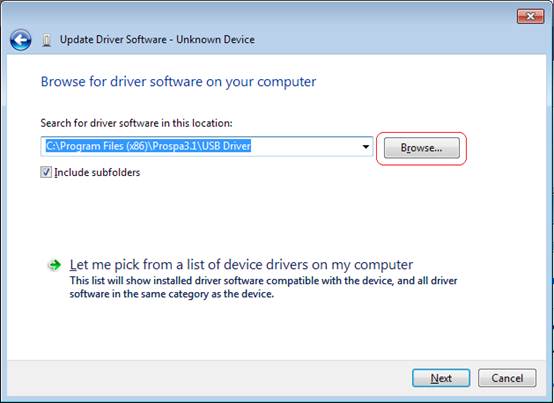 Update Driver Software - Unknown Device
Browse for driver software on your computer
Search for driver software in this location:
C:\Program Files (x86)\Prospa3.1\USB Driver
Browse...
Include subfolders
Let me pick from a list of device drivers on my computer
This list will show installed driver software compatible with the device, and all driver
software in the same category as the device.
Next
Cancel